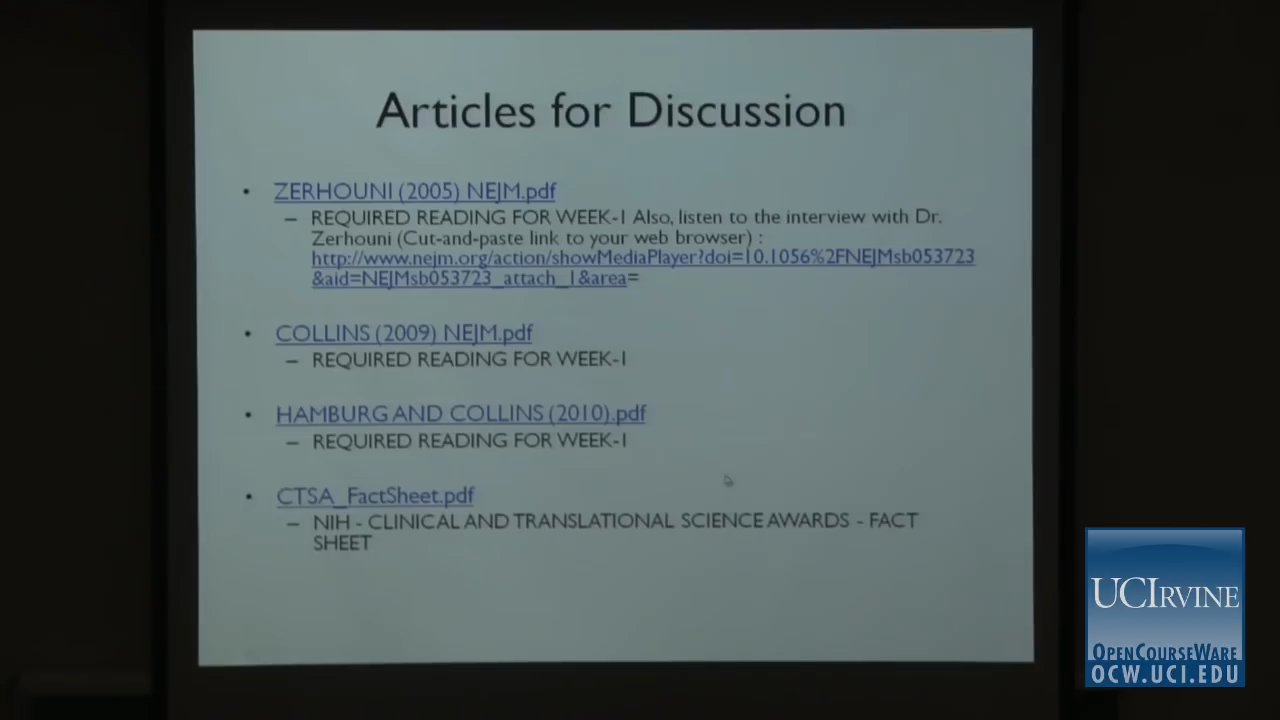 Articles for Discussion
• ZERHOUNI (2005) NEJM.pdf
– REQUIRED READING FOR WEEK-1 Also, listen to the interview with Dr.
Zerhouni (Cut-and-paste link to your web browser) :
http://www.nejm.org/action/showMediaPlayer?doi=10.1056%2FNEJMsb053723
&aid=NEJMsb053723_attach_1&area=
• COLLINS (2009) NEJM.pdf
– REQUIRED READING FOR WEEK-1
• HAMBURG AND COLLINS (2010).pdf
– REQUIRED READING FOR WEEK-1
• CTSA_FactSheet.pdf
– NIH - CLINICAL AND TRANSLATIONAL SCIENCE AWARDS - FACT
SHEET
UCIRVINE
OPENCOURSEWARE
OCW.UCI.EDU